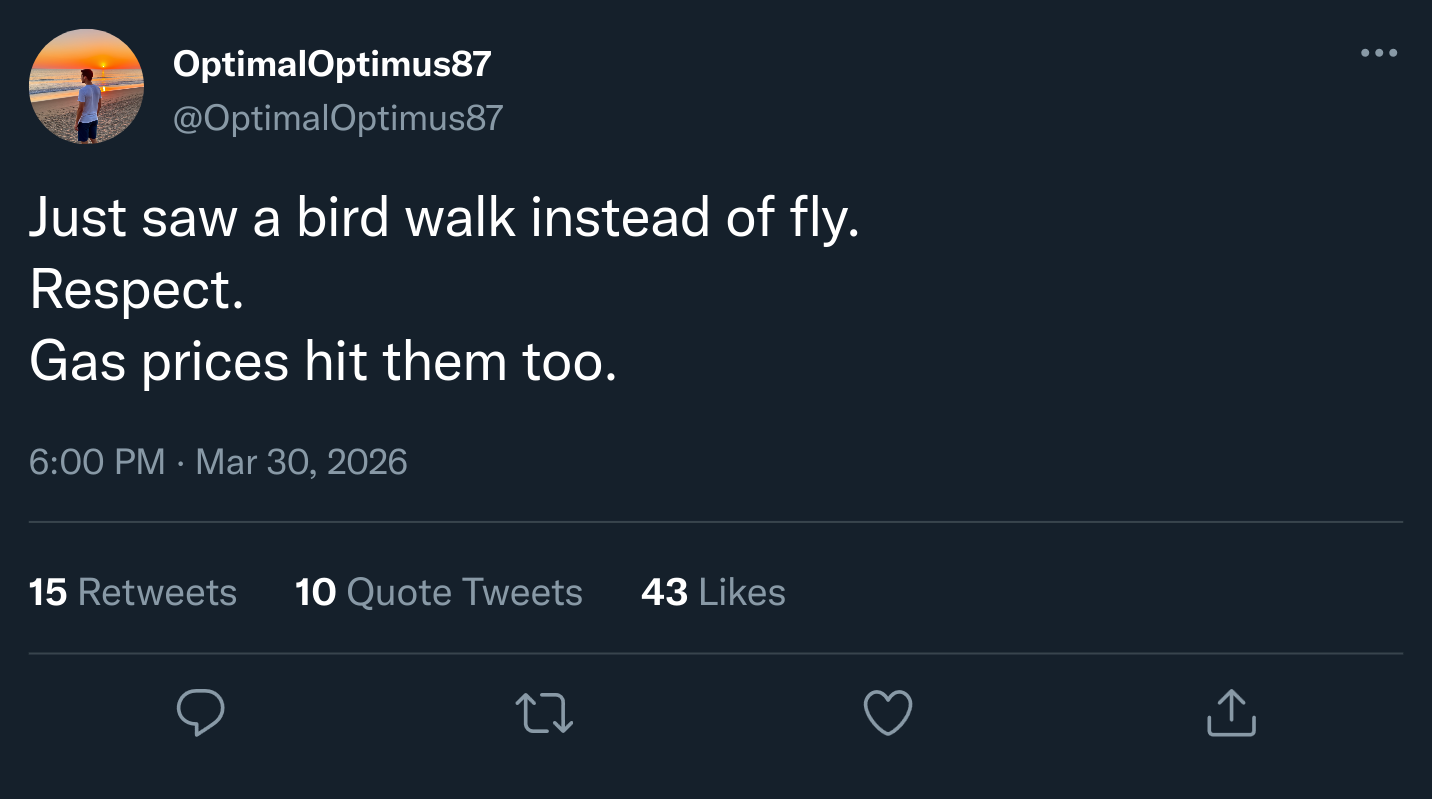 OptimalOptimus87
@OptimalOptimus87
Just saw a bird walk instead of fly.
Respect.
Gas prices hit them too.
6:00 PM · Mar 30, 2026
15 Retweets 10 Quote Tweets 43 Likes